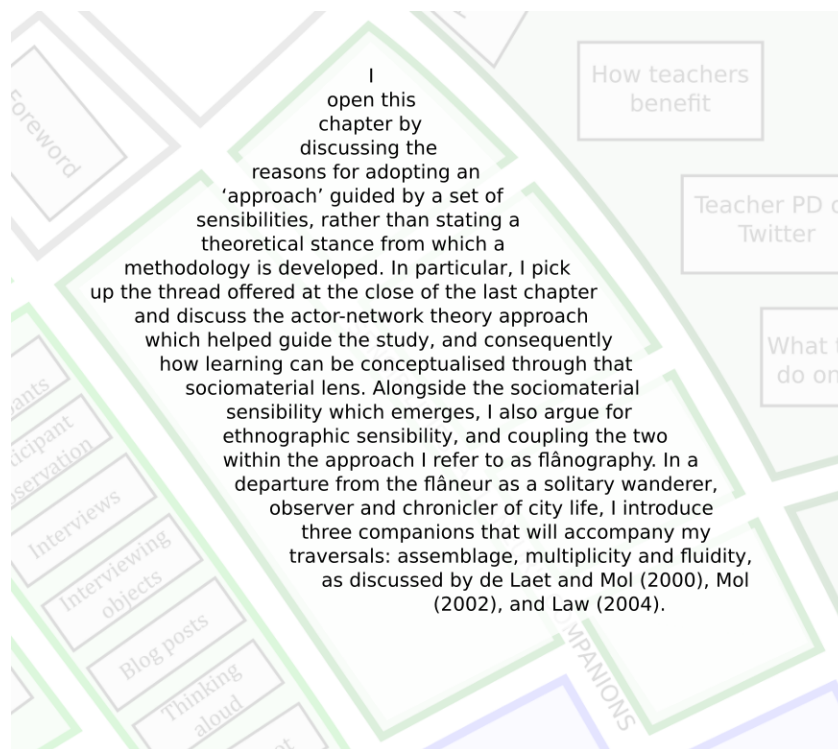 I
open this
chapter by
discussing the
reasons for adopting an
‘approach’ guided by a set of
sensibilities, rather than stating a
theoretical stance from which a
methodology is developed. In particular, I pick
up the thread offered at the close of the last chapter
and discuss the actor-network theory approach
which helped guide the study, and consequently
how learning can be conceptualised through that
sociomaterial lens. Alongside the sociomaterial
sensibility which emerges, I also argue for
ethnographic sensibility, and coupling the two
within the approach I refer to as flânography. In a
departure from the flâneur as a solitary wanderer,
observer and chronicler of city life, I introduce
three companions that will accompany my
traversals: assemblage, multiplicity and fluidity,
as discussed by de Laet and Mol (2000), Mol
(2002), and Law (2004).
Foreword
How teachers
benefit
Teacher PD
Twitter
What
do on
Interviews
Interviewing
objects
Blog posts
Thinking
aloud